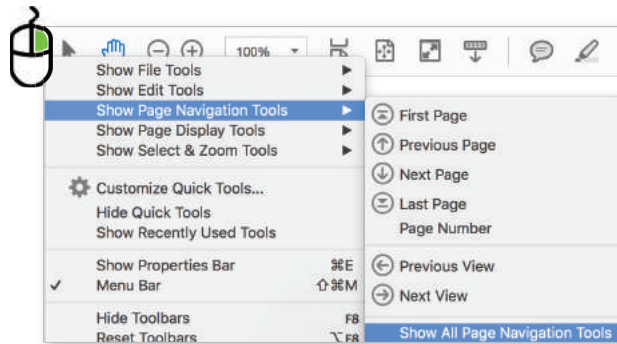 100%
Show File Tools
Show Edit Tools
Show Page Navigation Tools
Show Page Display Tools
Show Select & Zoom Tools
Customize Quick Tools...
Hide Quick Tools
Show Recently Used Tools
Show Properties Bar ⌘E
✓ Menu Bar ⇧⌘M
Hide Toolbars F8
Reset Toolbars ⌥F8
First Page
Previous Page
Next Page
Last Page
Page Number
Previous View
Next View
Show All Page Navigation Tools